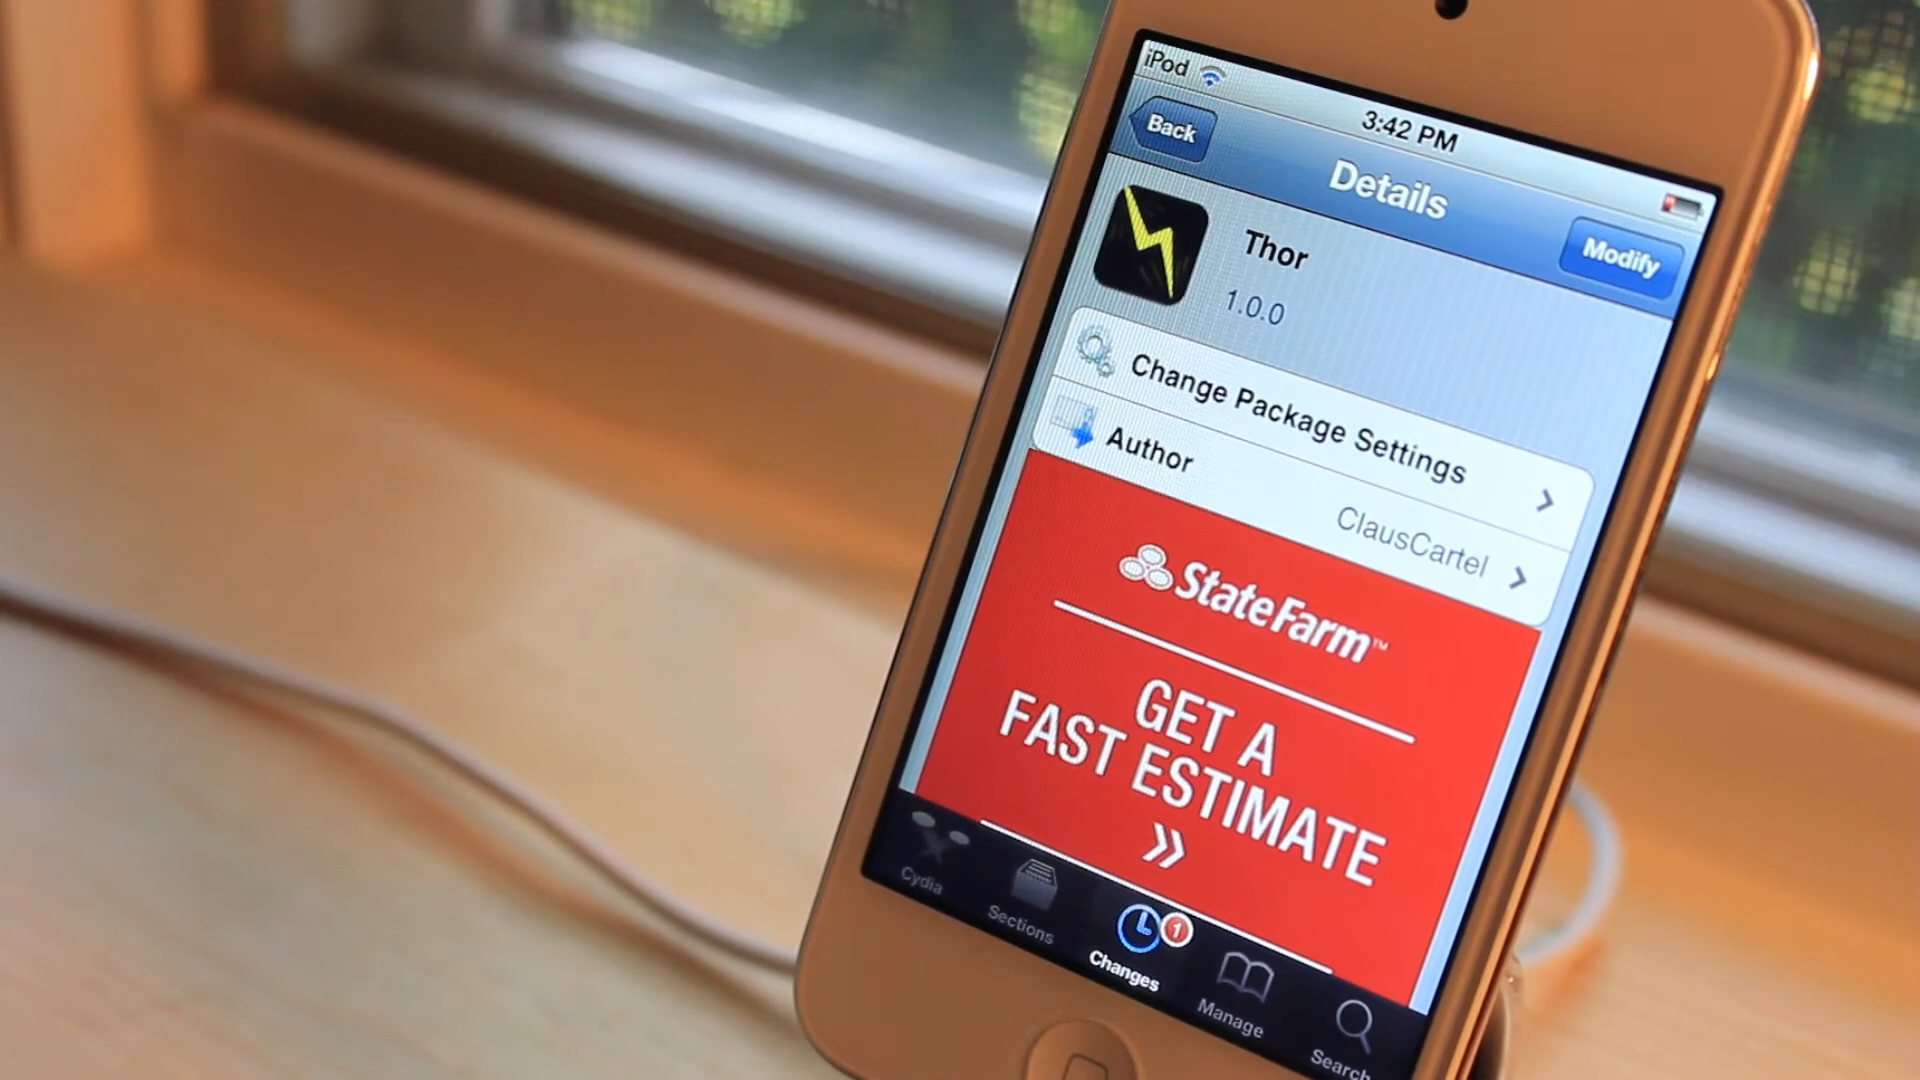 iPod
3:42 PM
Back
Details
Modify
Thor
1.0.0
Change Package Settings
Author
ClausCartel
StateFarm™
GET A
FAST ESTIMATE
Cydia
Sections
1
Changes
Manage
Search